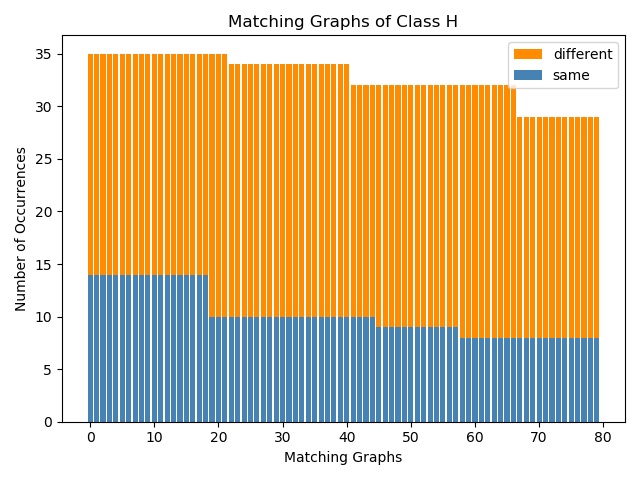 Matching Graphs of Class H
different
same
Number of Occurrences
35
30
25
20
15
10
5
0
0 10 20 30 40 50 60 70 80
Matching Graphs